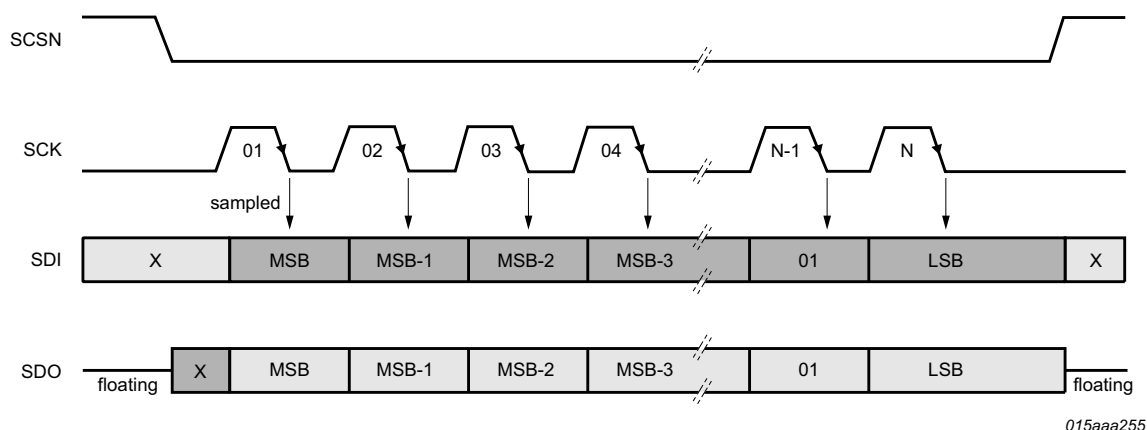 SCSN
SCK
01 02 03 04 N-1 N
sampled
SDI
X MSB MSB-1 MSB-2 MSB-3 01 LSB X
SDO
floating X MSB MSB-1 MSB-2 MSB-3 01 LSB floating
015aaa255